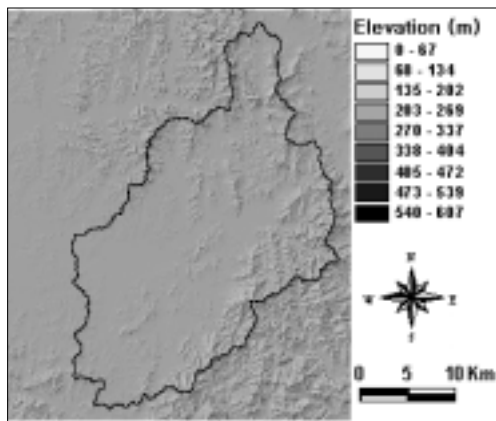 Elevation (m)
0 - 67
68 - 134
135 - 202
203 - 269
270 - 337
338 - 404
405 - 472
473 - 539
540 - 607
N
W E
S
0 5 10 Km